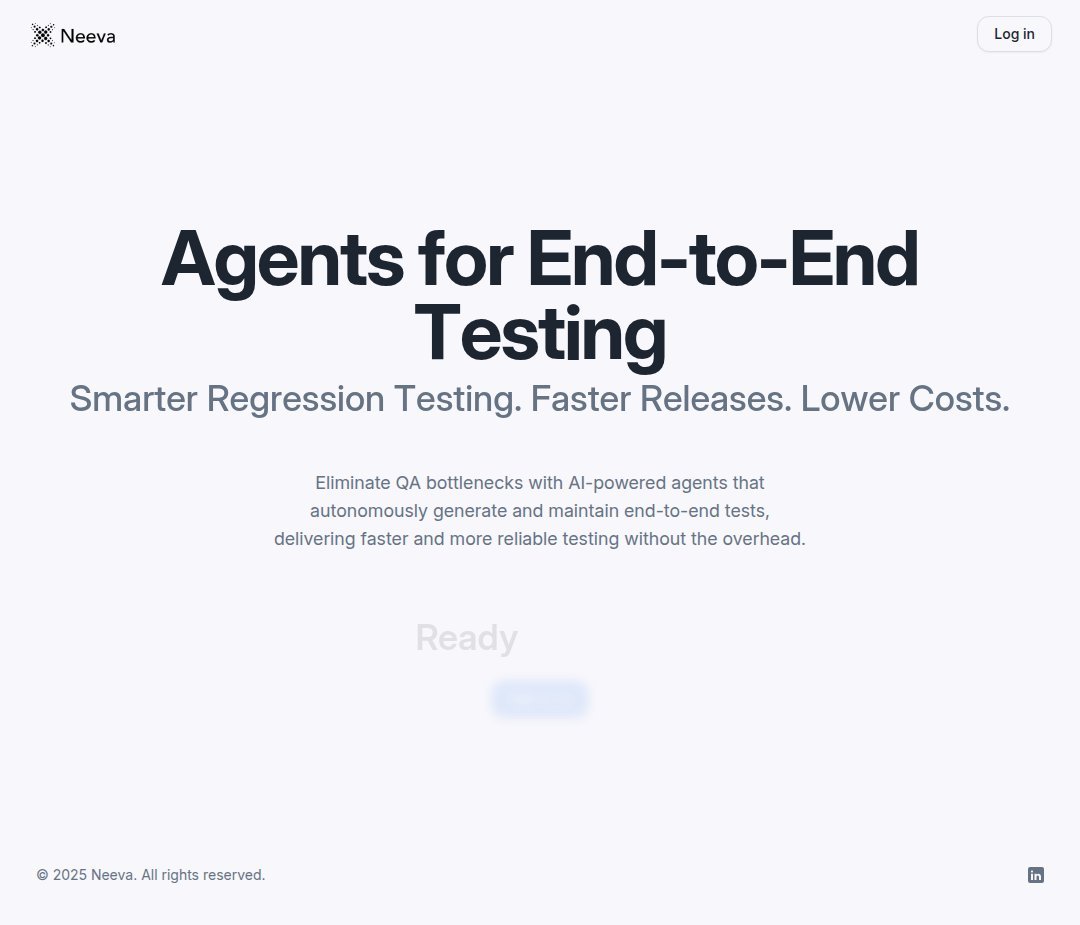 Neeva
Log in
Agents for End-to-End
Testing
Smarter Regression Testing. Faster Releases. Lower Costs.
Eliminate QA bottlenecks with AI-powered agents that
autonomously generate and maintain end-to-end tests,
delivering faster and more reliable testing without the overhead.
Ready
© 2025 Neeva. All rights reserved.
in